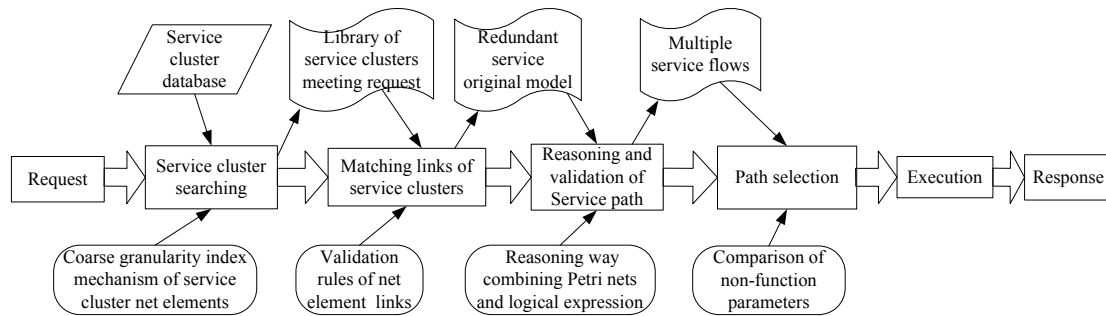 Service
cluster
database
Library of
service clusters
meeting request
Redundant
service
original model
Multiple
service flows
Request
Service cluster
searching
Matching links of
service clusters
Reasoning and
validation of
Service path
Path selection
Execution
Response
Coarse granularity index
mechanism of service
cluster net elements
Validation
rules of net
element links
Reasoning way
combining Petri nets
and logical expression
Comparison of
non-function
parameters